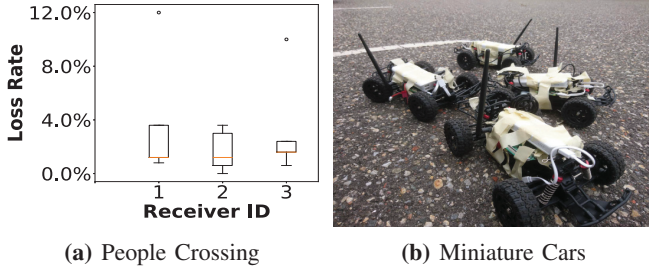 12.0%
8.0%
4.0%
0.0%
Loss Rate
1 2 3
Receiver ID
(a) People Crossing
(b) Miniature Cars